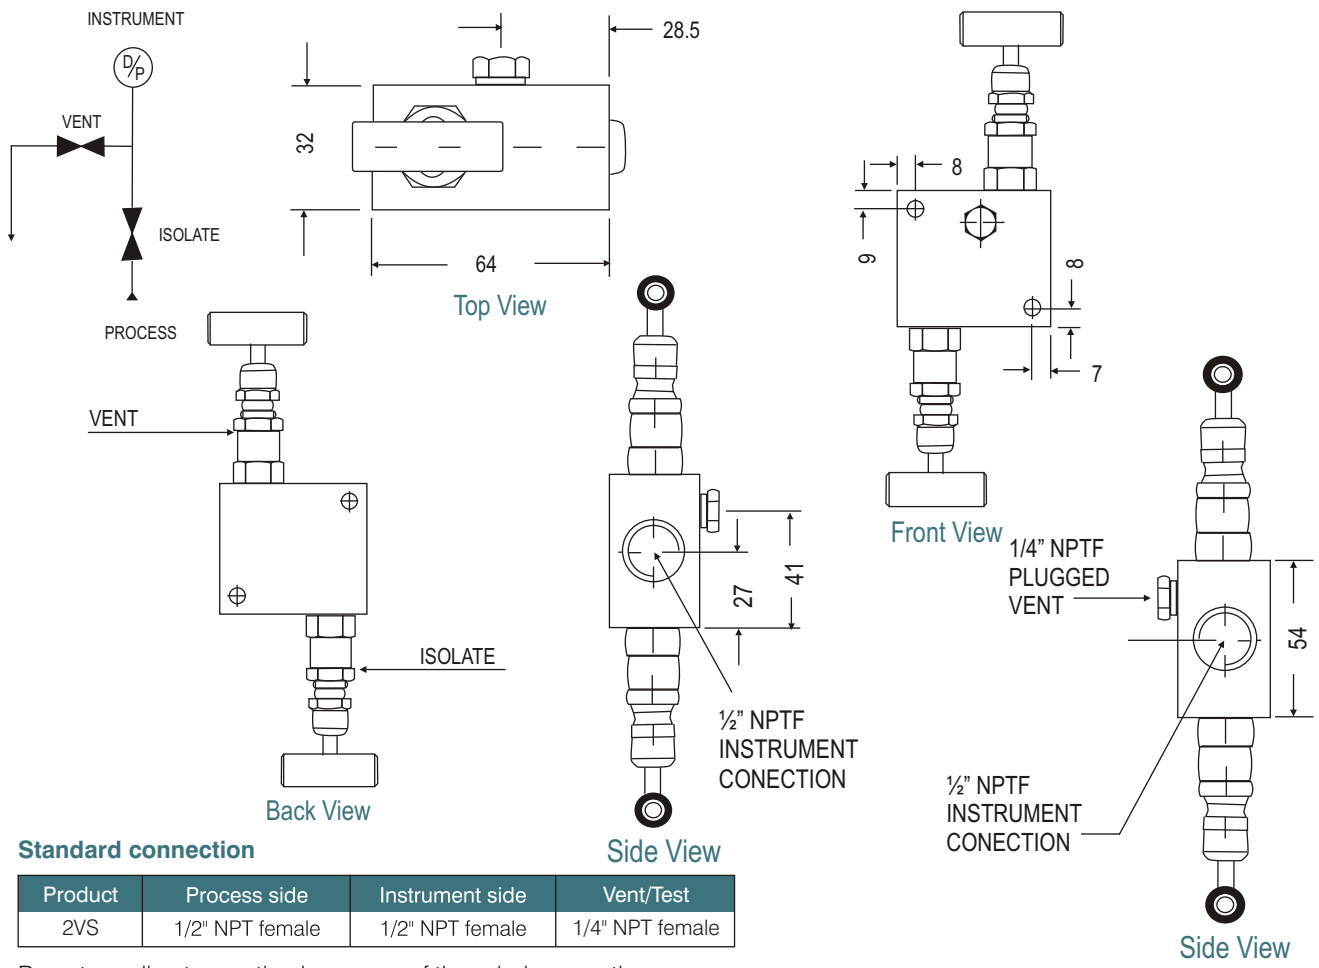 INSTRUMENT
D/P
VENT
ISOLATE
PROCESS
28.5
32
64
Top View
8
9
8
7
Front View
VENT
ISOLATE
Back View
41
27
½” NPTF
INSTRUMENT
CONECTION
Side View
1/4” NPTF
PLUGGED
VENT
54
½” NPTF
INSTRUMENT
CONECTION
Side View
Standard connection
Product Process side Instrument side Vent/Test
2VS 1/2" NPT female 1/2" NPT female 1/4" NPT female